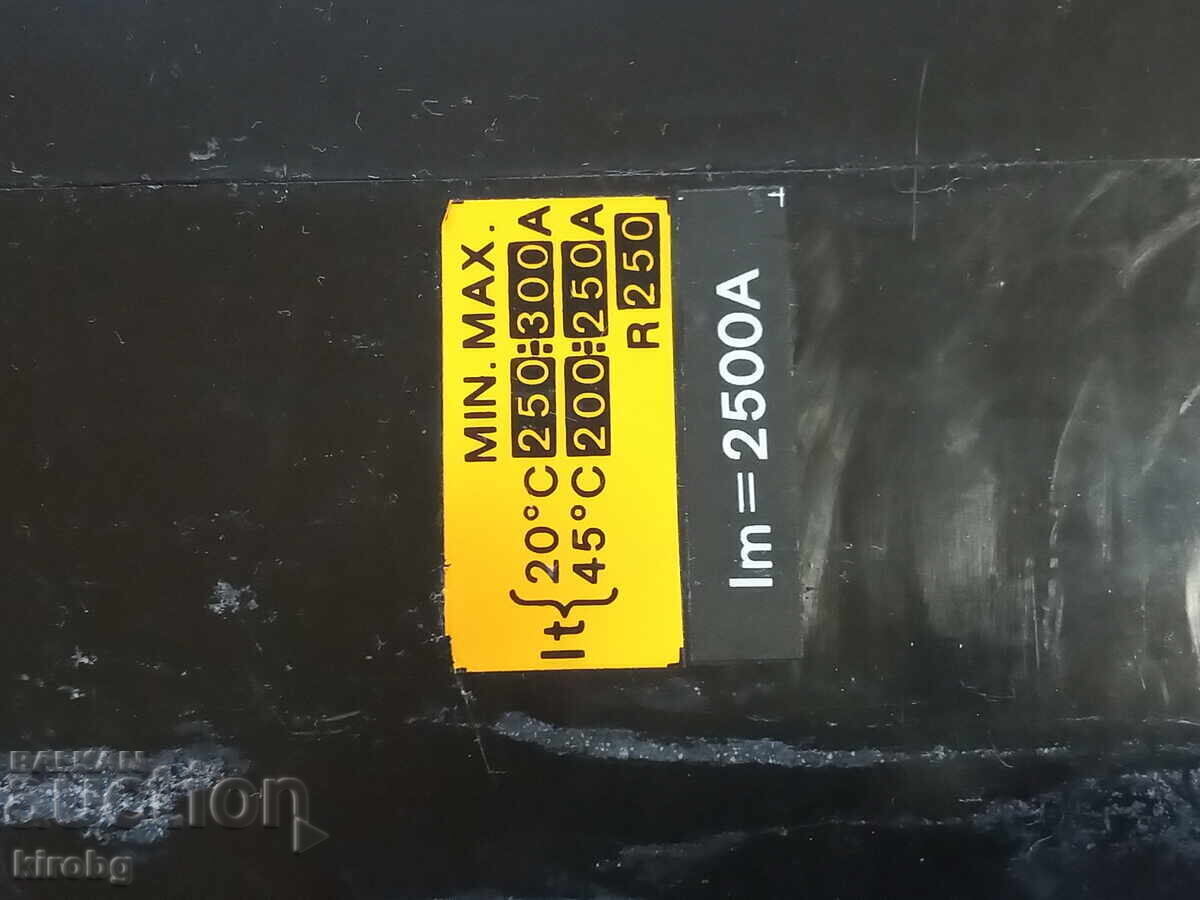 MIN. MAX.
It{ 20°C 250÷300A
45°C 200÷250A
R 250
Im=2500A
BALKAN
auction
kirobg